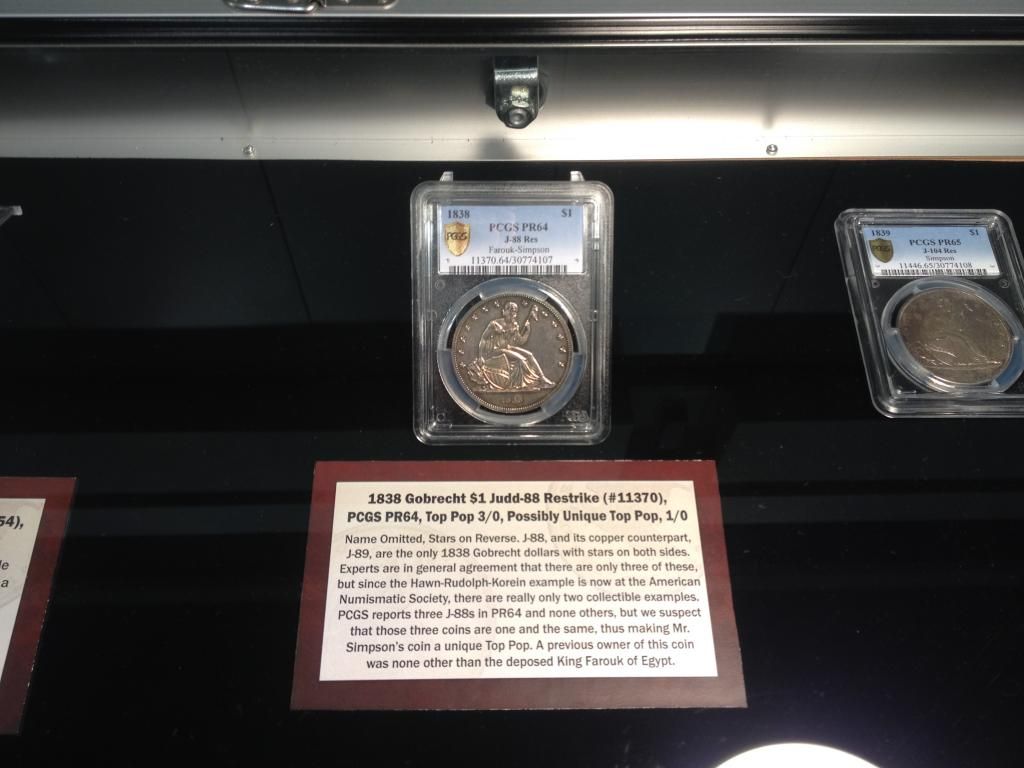 1838 $1
PCGS PR64
J-88 Res
Farouk-Simpson
11370.64/30774107
PCGS
1839 $1
PCGS PR65
J-104 Res
Simpson
11446.65/30774108
PCGS
54),
le
a
1838 Gobrecht $1 Judd-88 Restrike (#11370),
PCGS PR64, Top Pop 3/0, Possibly Unique Top Pop, 1/0
Name Omitted, Stars on Reverse. J-88, and its copper counterpart,
J-89, are the only 1838 Gobrecht dollars with stars on both sides.
Experts are in general agreement that there are only three of these,
but since the Hawn-Rudolph-Korein example is now at the American
Numismatic Society, there are really only two collectible examples.
PCGS reports three J-88s in PR64 and none others, but we suspect
that those three coins are one and the same, thus making Mr.
Simpson's coin a unique Top Pop. A previous owner of this coin
was none other than the deposed King Farouk of Egypt.